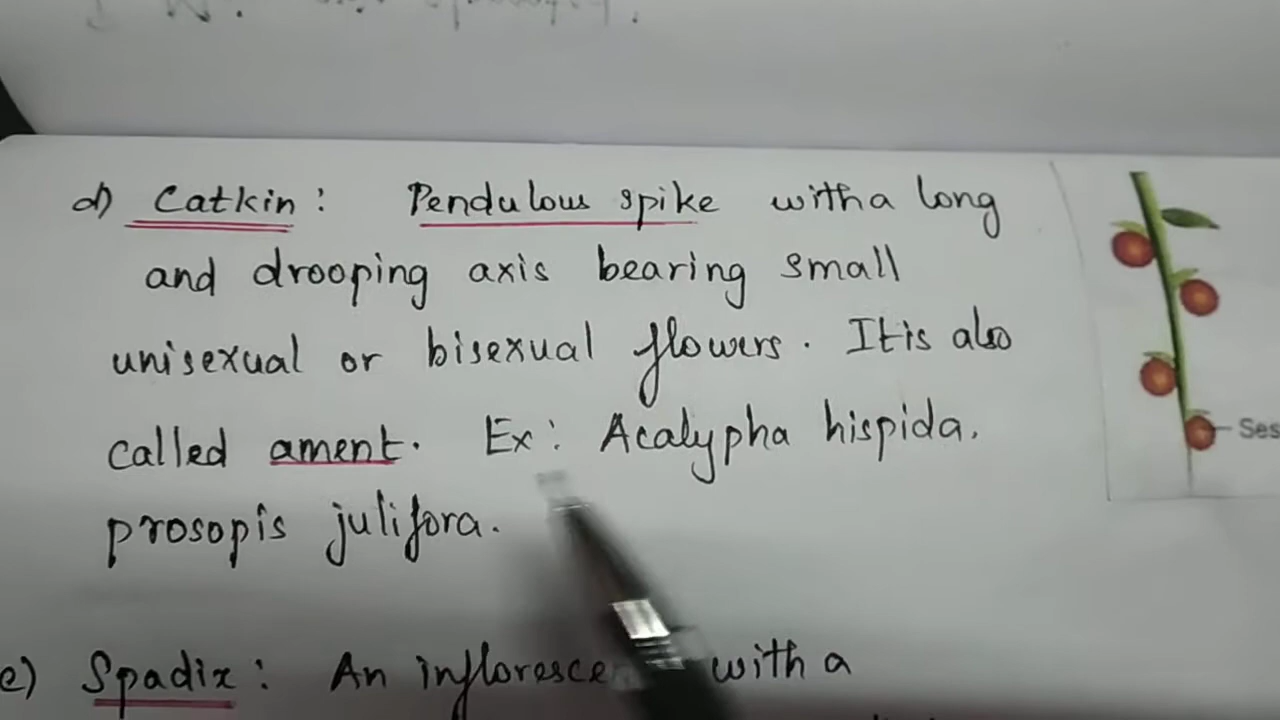 d) Catkin : Pendulous spike with a long
and drooping axis bearing small
unisexual or bisexual flowers. It is also
called ament. Ex : Acalypha hispida,
prosopis julifora.
Ses
e) Spadix : An with a